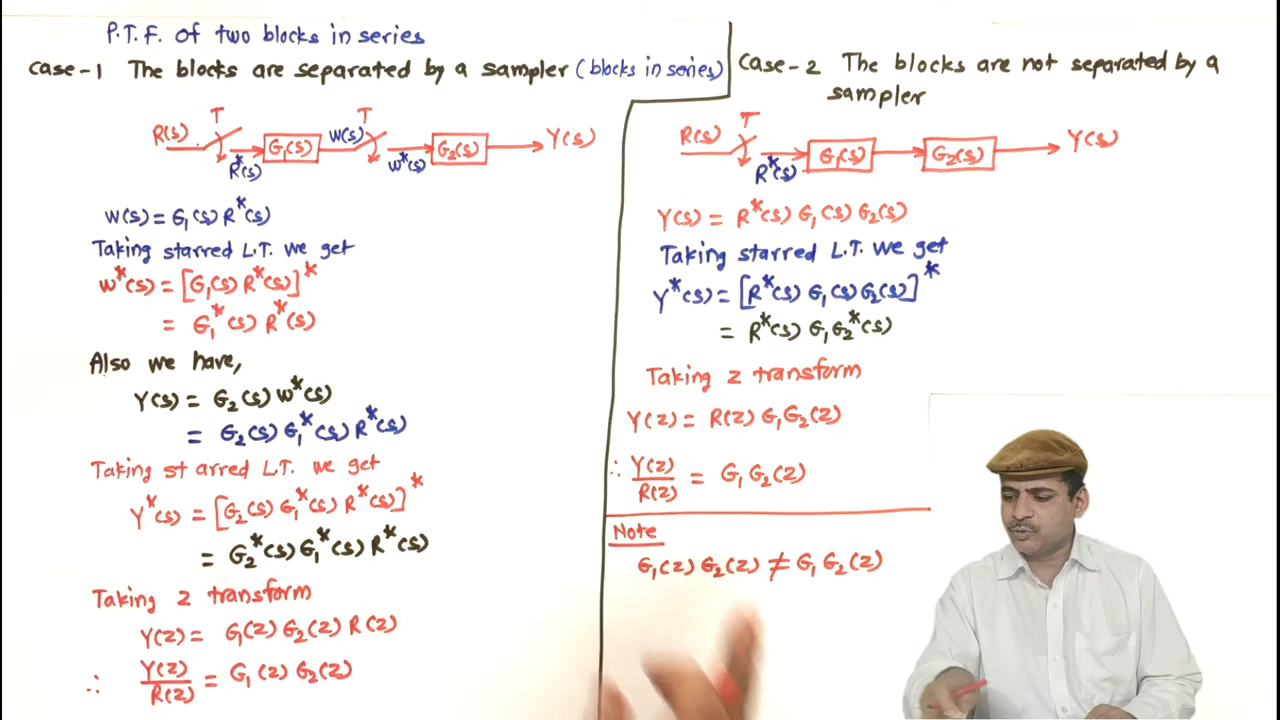 P.T.F. of two blocks in series
Case-1 The blocks are separated by a sampler (blocks in series)
R(s) T R*(s) G₁(s) W(s) T W*(s) G₂(s) Y(s)
W(s) = G₁(s) R*(s)
Taking starred L.T. we get
W*(s) = [G₁(s) R*(s)]*
= G₁*(s) R*(s)
Also we have,
Y(s) = G₂(s) W*(s)
= G₂(s) G₁*(s) R*(s)
Taking starred L.T. we get
Y*(s) = [G₂(s) G₁*(s) R*(s)]*
= G₂*(s) G₁*(s) R*(s)
Taking z transform
Y(z) = G₁(z) G₂(z) R(z)
∴ Y(z)/R(z) = G₁(z) G₂(z)
Case-2 The blocks are not separated by a
sampler
R(s) T R*(s) G₁(s) G₂(s) Y(s)
Y(s) = R*(s) G₁(s) G₂(s)
Taking starred L.T. we get
Y*(s) = [R*(s) G₁(s) G₂(s)]*
= R*(s) G₁G₂*(s)
Taking z transform
Y(z) = R(z) G₁G₂(z)
∴ Y(z)/R(z) = G₁G₂(z)
Note
G₁(z) G₂(z) ≠ G₁G₂(z)